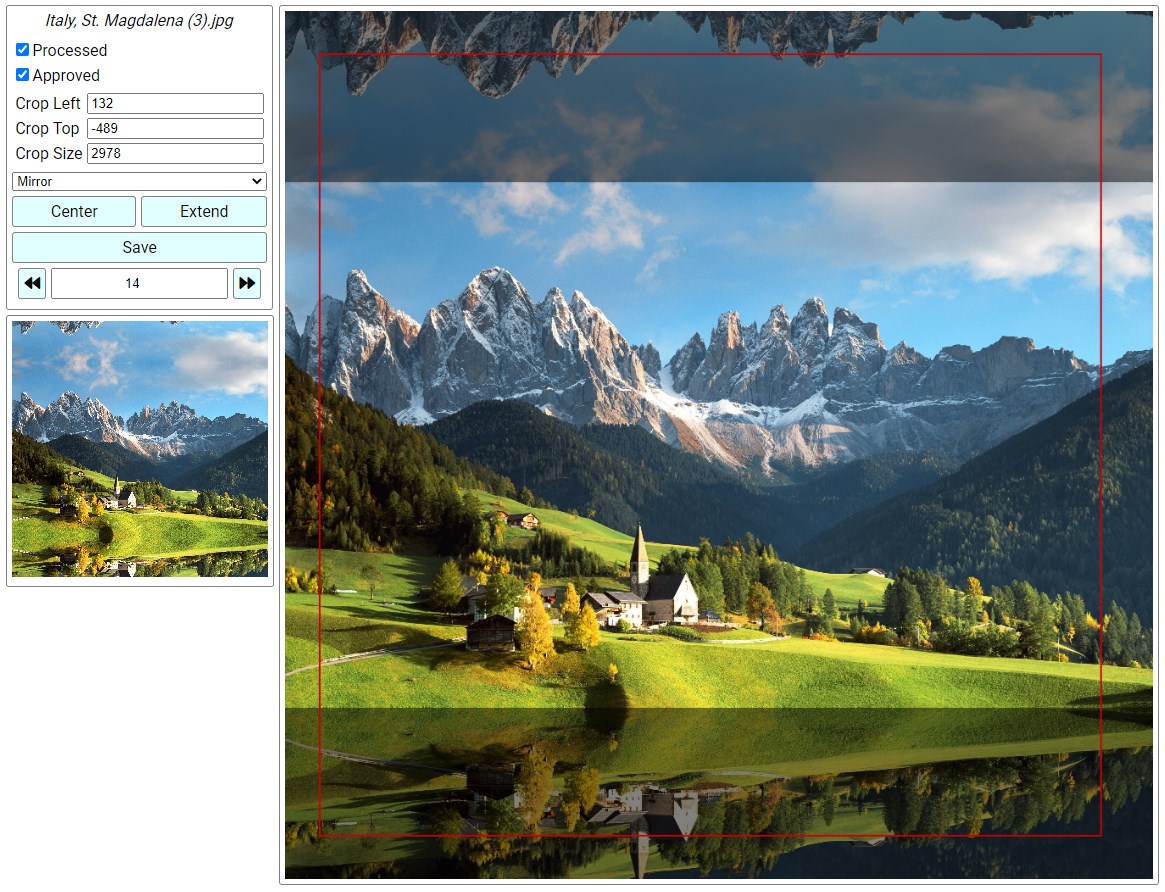 Italy, St. Magdalena (3).jpg
Processed
Approved
Crop Left 132
Crop Top -489
Crop Size 2978
Mirror
Center Extend
Save
14